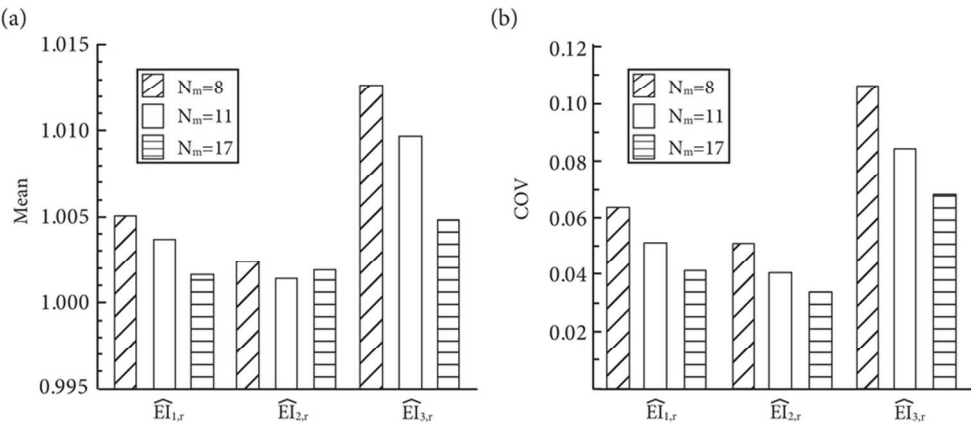 (a)
1.015
1.010
1.005
1.000
0.995
Mean
Nₘ=8
Nₘ=11
Nₘ=17
ÊI₁,ᵣ
ÊI₂,ᵣ
ÊI₃,ᵣ
(b)
0.12
0.10
0.08
0.06
0.04
0.02
COV
Nₘ=8
Nₘ=11
Nₘ=17
ÊI₁,ᵣ
ÊI₂,ᵣ
ÊI₃,ᵣ